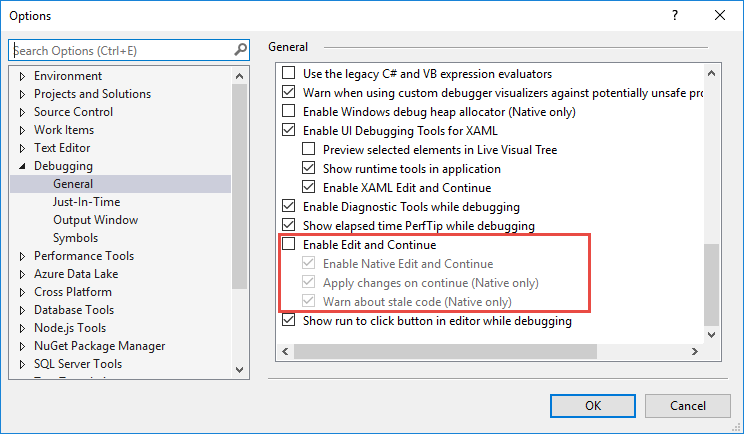 Options
Search Options (Ctrl+E)
Environment
Projects and Solutions
Source Control
Work Items
Text Editor
Debugging
General
Just-In-Time
Output Window
Symbols
Performance Tools
Azure Data Lake
Cross Platform
Database Tools
Node.js Tools
NuGet Package Manager
SQL Server Tools
General
Use the legacy C# and VB expression evaluators
Warn when using custom debugger visualizers against potentially unsafe pro
Enable Windows debug heap allocator (Native only)
Enable UI Debugging Tools for XAML
Preview selected elements in Live Visual Tree
Show runtime tools in application
Enable XAML Edit and Continue
Enable Diagnostic Tools while debugging
Show elapsed time PerfTip while debugging
Enable Edit and Continue
Enable Native Edit and Continue
Apply changes on continue (Native only)
Warn about stale code (Native only)
Show run to click button in editor while debugging
OK
Cancel